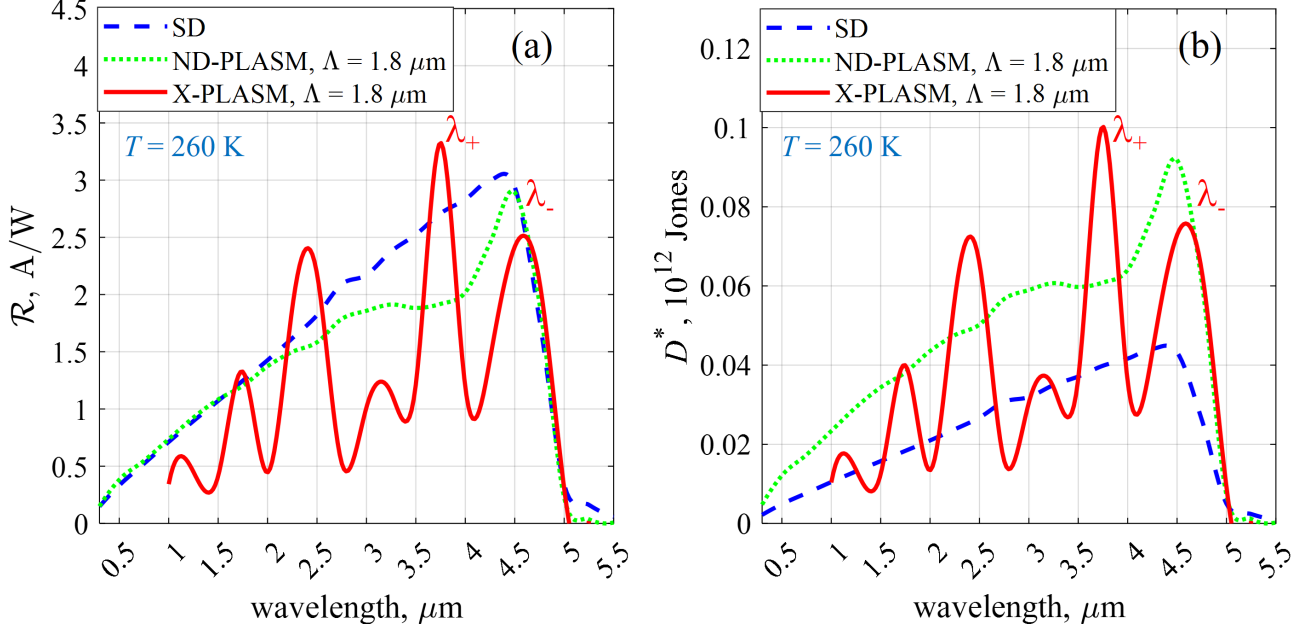 4.5
4
3.5
3
2.5
2
1.5
1
0.5
0
ℛ, A/W
SD
ND-PLASM, Λ = 1.8 μm
X-PLASM, Λ = 1.8 μm
(a)
T = 260 K
λ+
λ-
0.5
1
1.5
2
2.5
3
3.5
4
4.5
5
5.5
wavelength, μm
0.12
0.1
0.08
0.06
0.04
0.02
0
D*, 10¹² Jones
SD
ND-PLASM, Λ = 1.8 μm
X-PLASM, Λ = 1.8 μm
(b)
T = 260 K
λ+
λ-
0.5
1
1.5
2
2.5
3
3.5
4
4.5
5
5.5
wavelength, μm